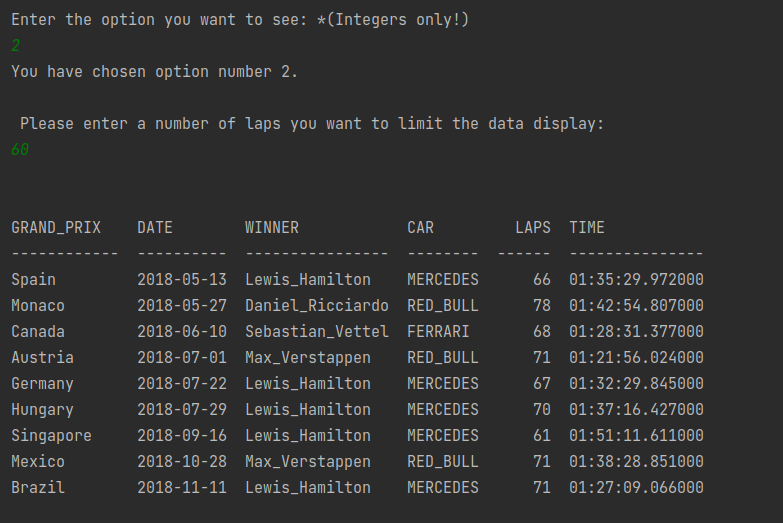 Enter the option you want to see: *(Integers only!)
2
You have chosen option number 2.
 Please enter a number of laps you want to limit the data display:
60
GRAND_PRIX    DATE        WINNER            CAR         LAPS  TIME
------------  ----------  ----------------  --------  ------  ---------------
Spain         2018-05-13  Lewis_Hamilton    MERCEDES      66  01:35:29.972000
Monaco        2018-05-27  Daniel_Ricciardo  RED_BULL      78  01:42:54.807000
Canada        2018-06-10  Sebastian_Vettel  FERRARI       68  01:28:31.377000
Austria       2018-07-01  Max_Verstappen    RED_BULL      71  01:21:56.024000
Germany       2018-07-22  Lewis_Hamilton    MERCEDES      67  01:32:29.845000
Hungary       2018-07-29  Lewis_Hamilton    MERCEDES      70  01:37:16.427000
Singapore     2018-09-16  Lewis_Hamilton    MERCEDES      61  01:51:11.611000
Mexico        2018-10-28  Max_Verstappen    RED_BULL      71  01:38:28.851000
Brazil        2018-11-11  Lewis_Hamilton    MERCEDES      71  01:27:09.066000